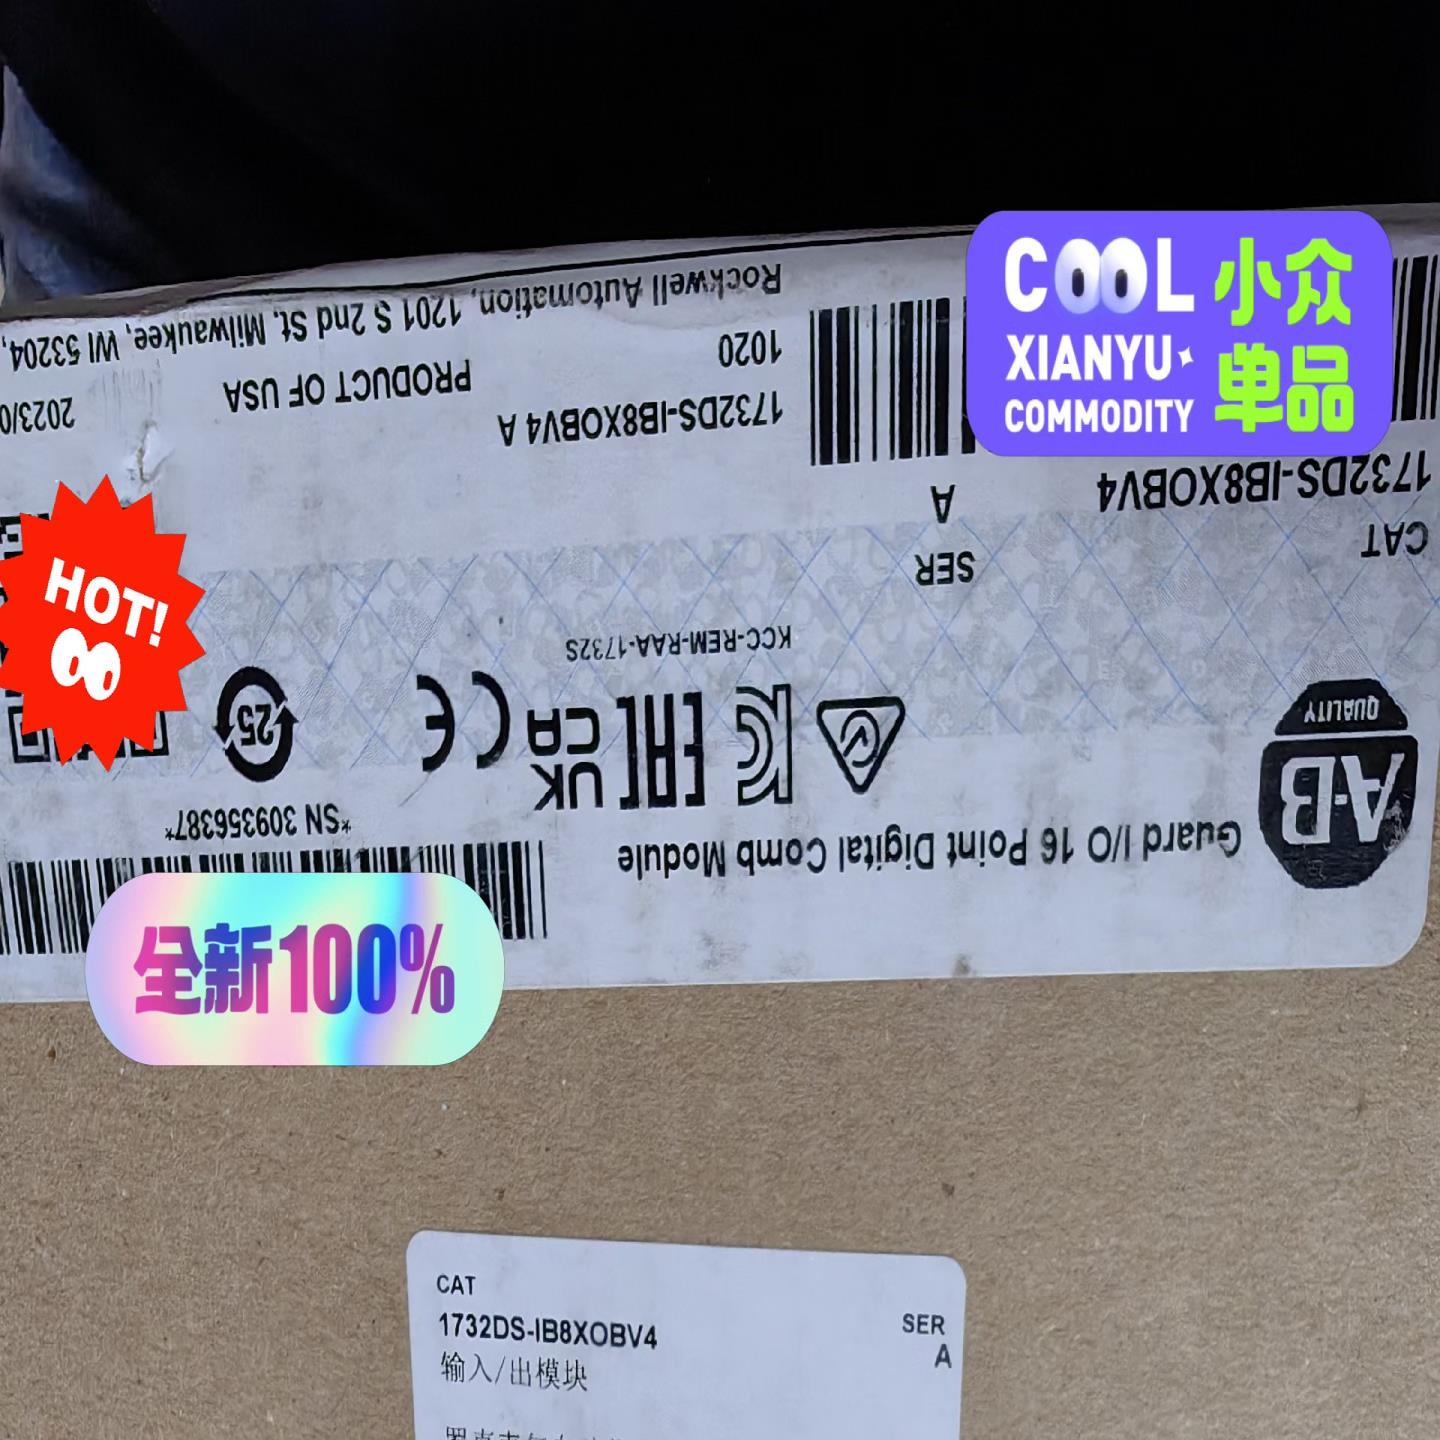 COOL 小众
XIANYU 单品
COMMODITY
HOT!
全新100%
A-B
QUALITY
Guard I/O 16 Point Digital Comb Module
*SN 309356387*
UK
CA
CE
EAC
25
KCC-REM-RAA-1732S
CAT
1732DS-IB8XOBV4
SER
A
1732DS-IB8XOBV4 A
1020
PRODUCT OF USA
2023/0
Rockwell Automation, 1201 S 2nd St, Milwaukee, WI 53204,
CAT
1732DS-IB8XOBV4
输入/出模块
SER
A